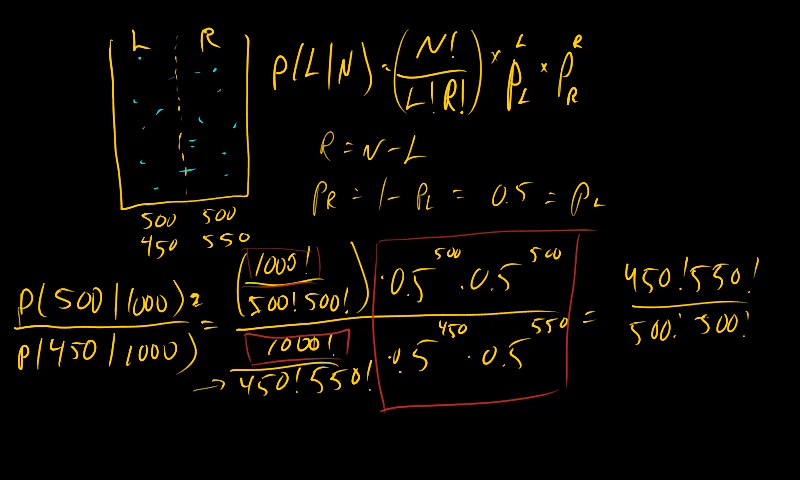 L R
P(L|N) = (N!/L!R!) × P_L^L × P_R^R
R = N - L
P_R = 1 - P_L = 0.5 = P_L
500 500
450 550
P(500|1000) / P(450|1000) = (1000!/500!500!) · 0.5^500 · 0.5^500 / → 1000!/450!550! · 0.5^450 · 0.5^550 = 450!550!/500!500!